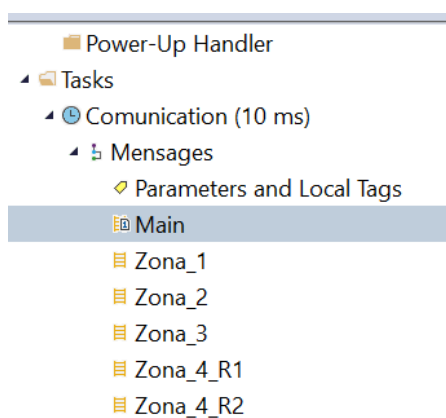 Power-Up Handler
Tasks
Comunication (10 ms)
Mensages
Parameters and Local Tags
Main
Zona_1
Zona_2
Zona_3
Zona_4_R1
Zona_4_R2